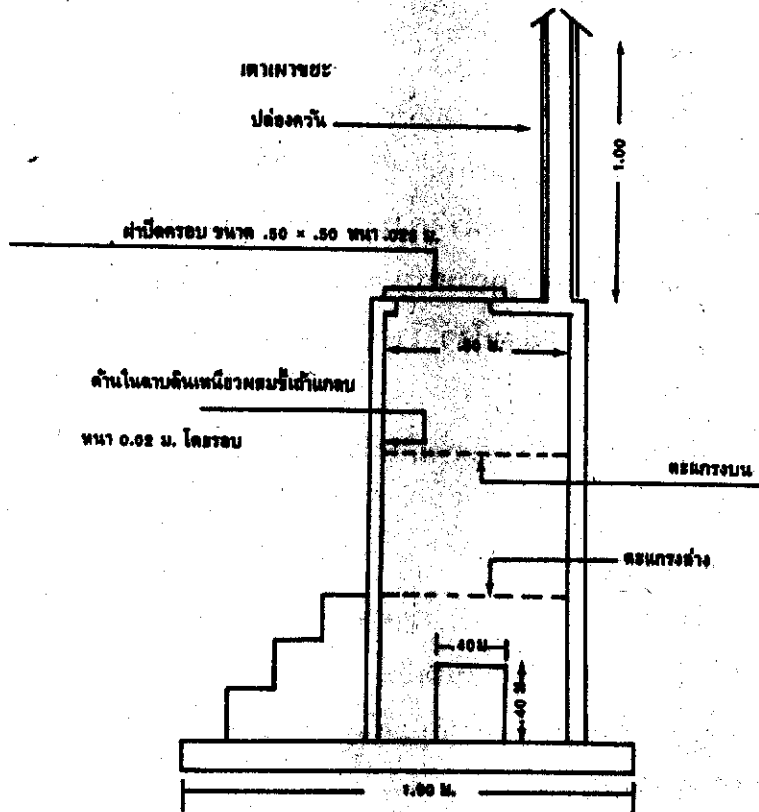 เตาเผาขยะ
ปล่องควัน
1.00
ฝาปิดครอบ ขนาด .50 × .50 หนา .025 ม.
ม.
ด้านในฉาบดินเหนียวผสมขี้เถ้าแกลบ
หนา 0.02 ม. โดยรอบ
ตะแกรงบน
ตะแกรงล่าง
.40 ม
.40 ม
ม.